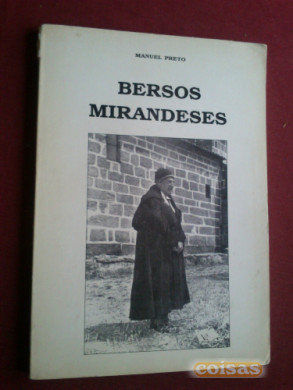 MANUEL PRETO
BERSOS
MIRANDESES
coisas